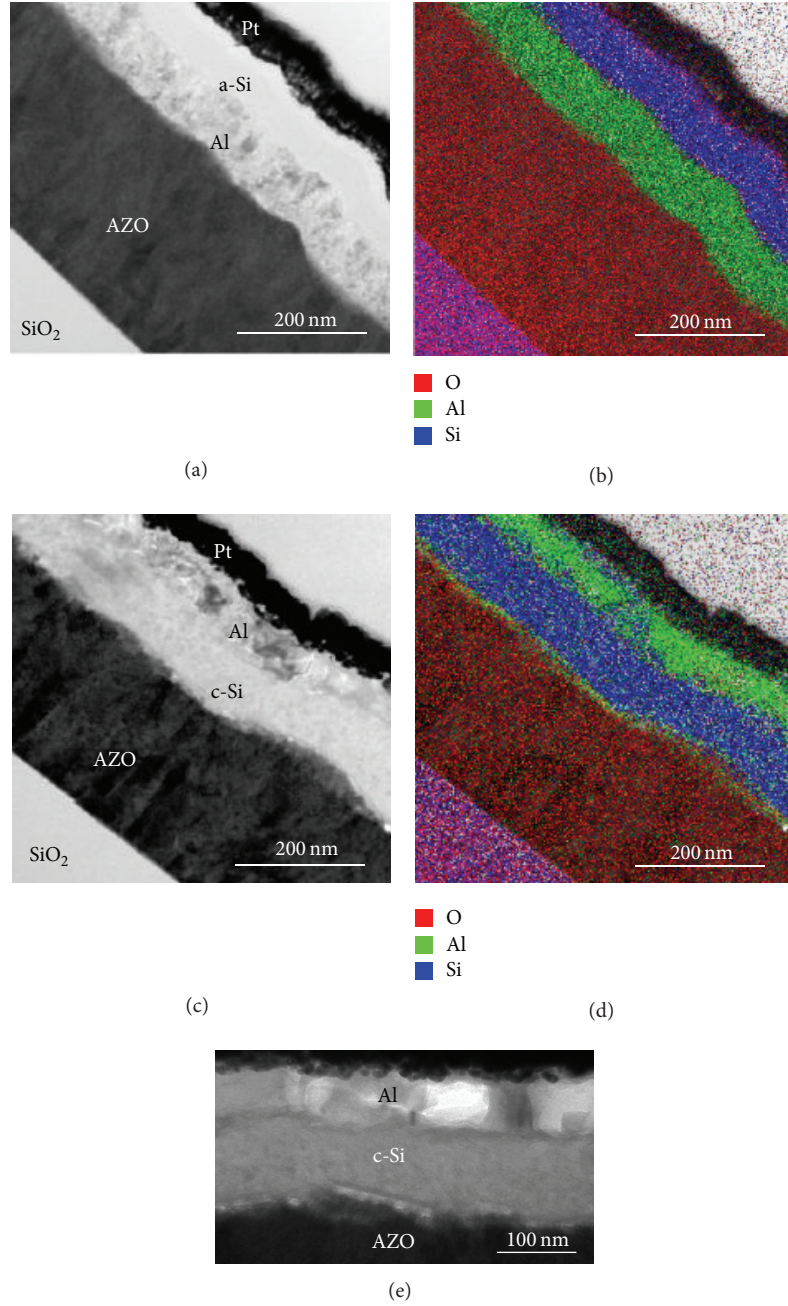 Pt
a-Si
Al
AZO
SiO₂
200 nm
200 nm
O
Al
Si
(a)
(b)
Pt
Al
c-Si
AZO
SiO₂
200 nm
200 nm
O
Al
Si
(c)
(d)
Al
c-Si
AZO
100 nm
(e)